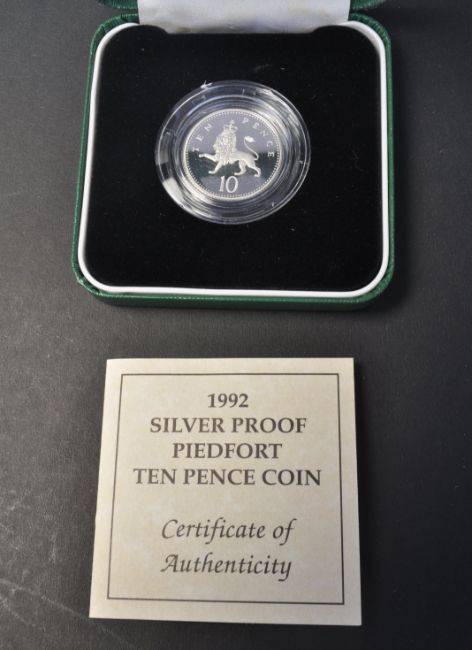 TEN PENCE
10
1992
SILVER PROOF
PIEDFORT
TEN PENCE COIN
Certificate of
Authenticity